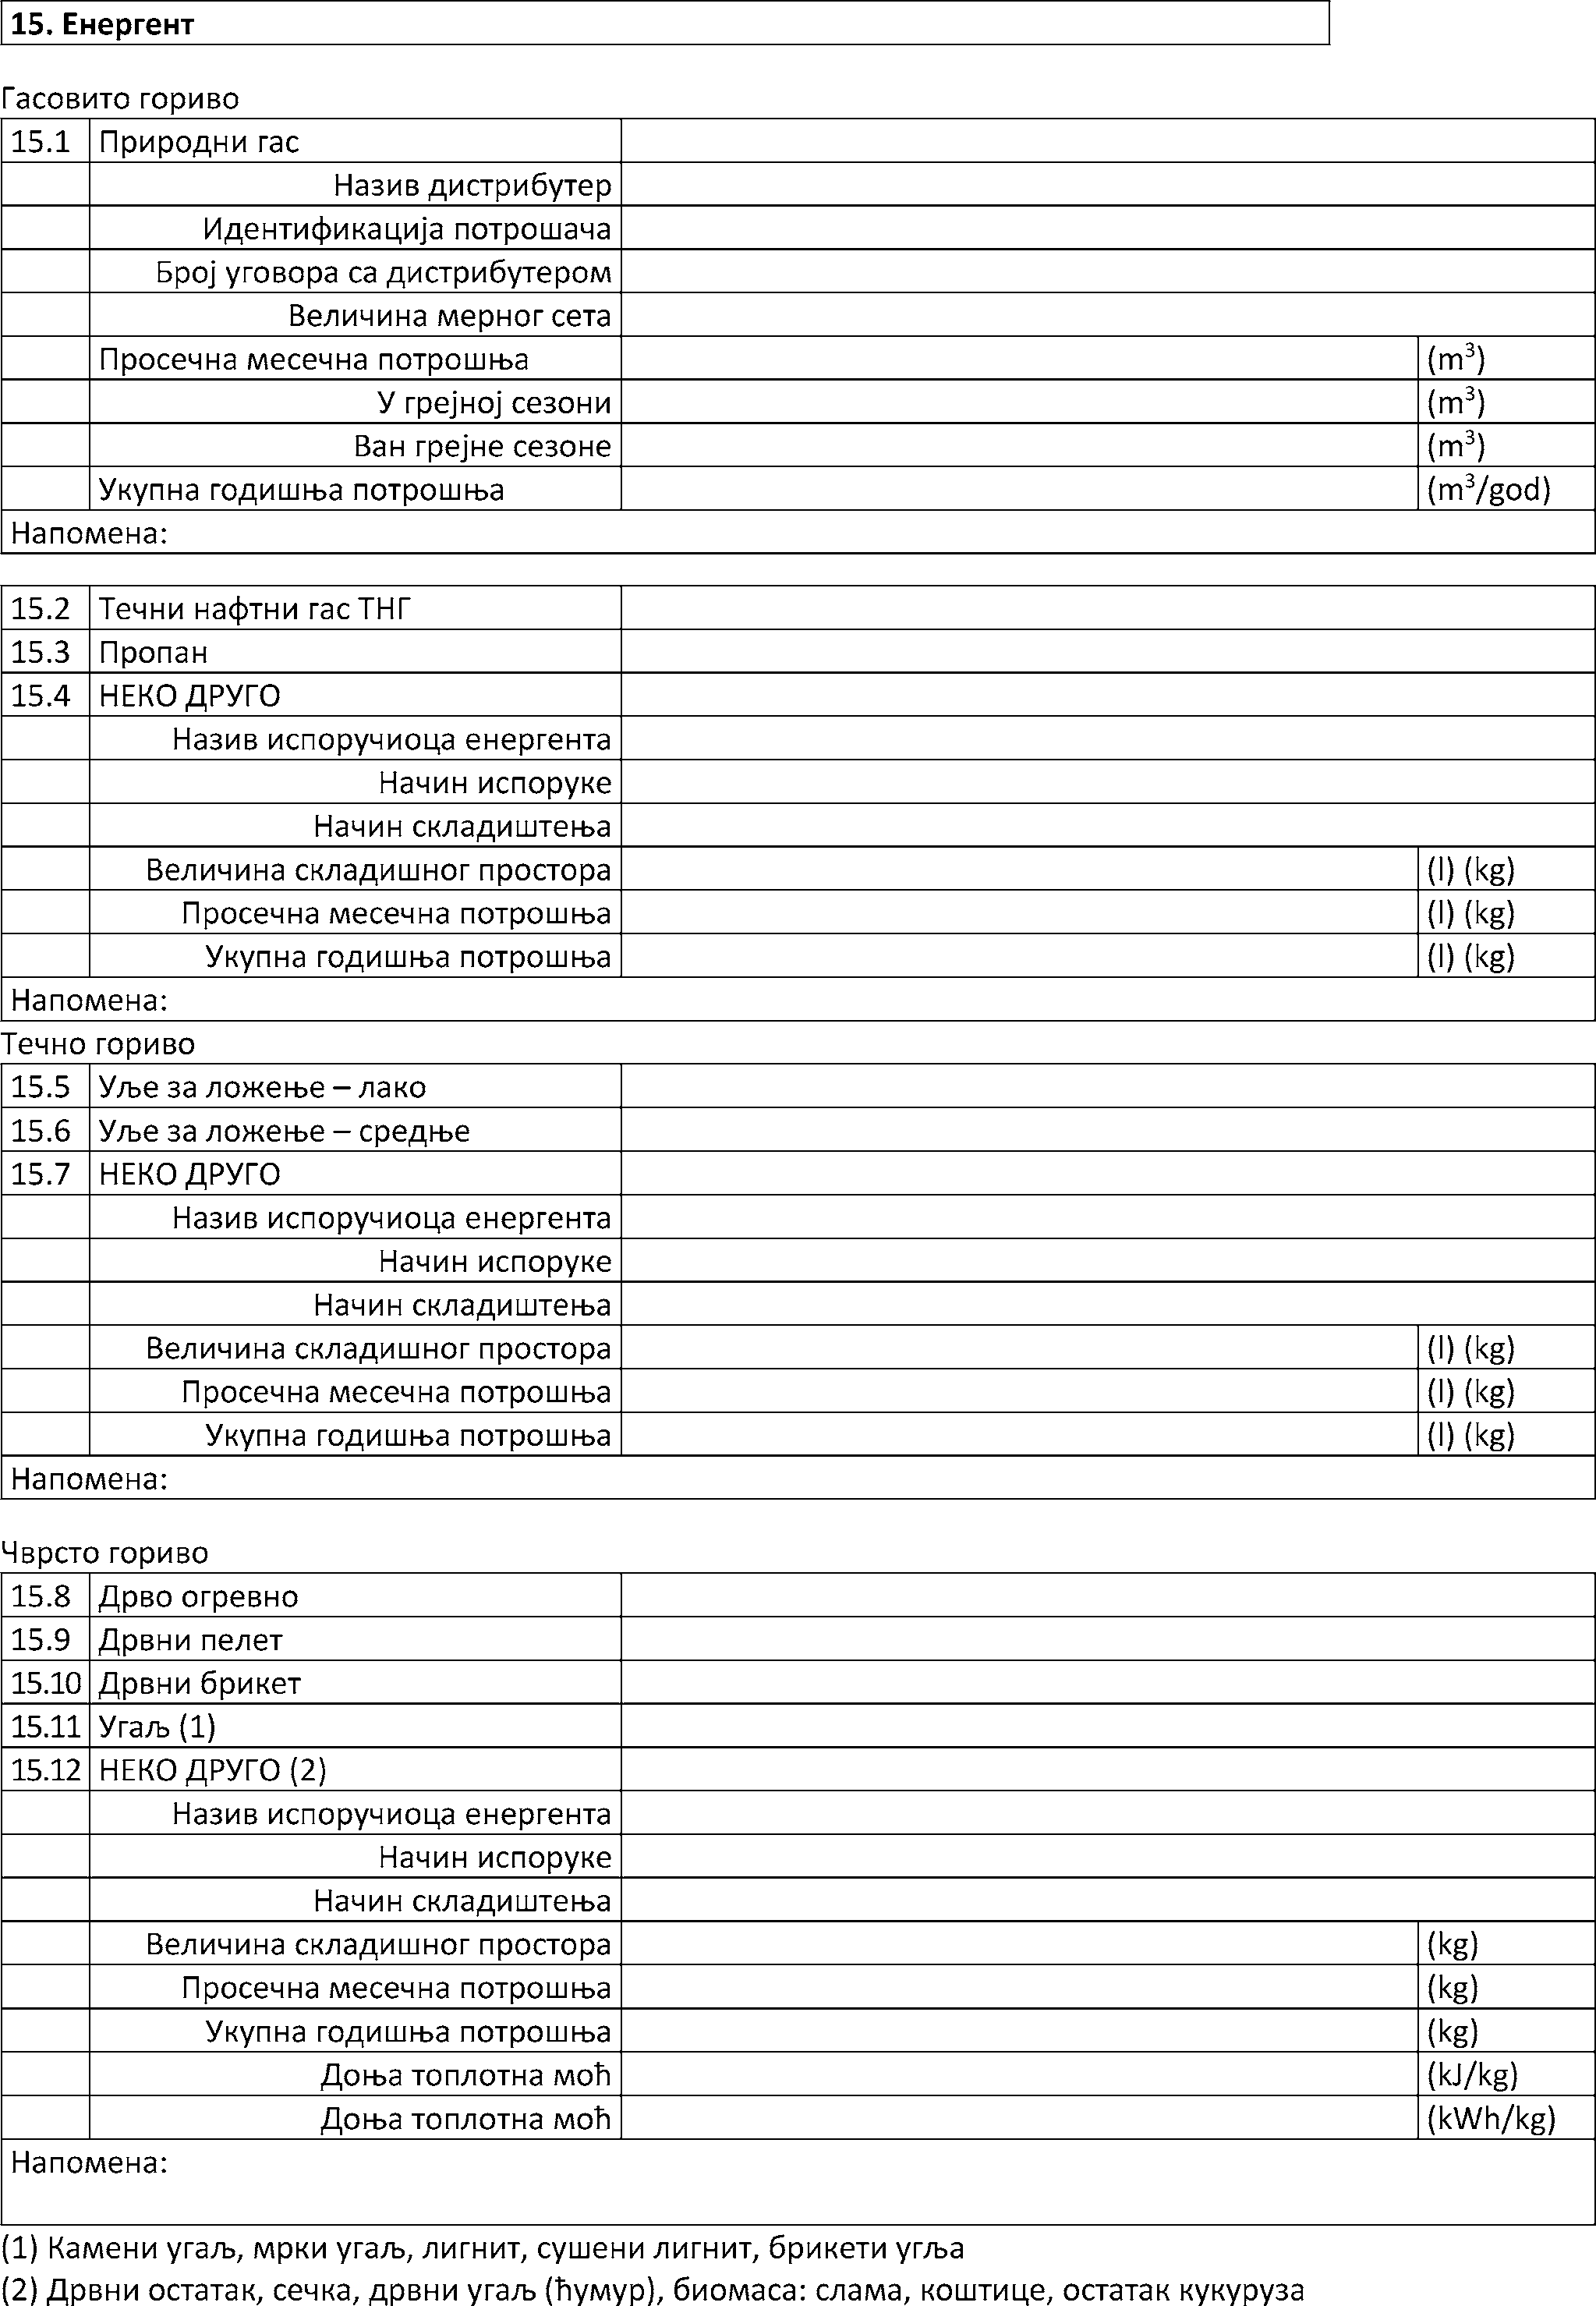 15. Енергент
Гасовито гориво
15.1 Природни гас
Назив дистрибутер
Идентификација потрошача
Број уговора са дистрибутером
Величина мерног сета
Просечна месечна потрошња (m³)
У грејној сезони (m³)
Ван грејне сезоне (m³)
Укупна годишња потрошња (m³/god)
Напомена:
15.2 Течни нафтни гас ТНГ
15.3 Пропан
15.4 НЕКО ДРУГО
Назив испоручиоца енергента
Начин испоруке
Начин складиштења
Величина складишног простора (l) (kg)
Просечна месечна потрошња (l) (kg)
Укупна годишња потрошња (l) (kg)
Напомена:
Течно гориво
15.5 Уље за ложење – лако
15.6 Уље за ложење – средње
15.7 НЕКО ДРУГО
Назив испоручиоца енергента
Начин испоруке
Начин складиштења
Величина складишног простора (l) (kg)
Просечна месечна потрошња (l) (kg)
Укупна годишња потрошња (l) (kg)
Напомена:
Чврсто гориво
15.8 Дрво огревно
15.9 Дрвни пелет
15.10 Дрвни брикет
15.11 Угаљ (1)
15.12 НЕКО ДРУГО (2)
Назив испоручиоца енергента
Начин испоруке
Начин складиштења
Величина складишног простора (kg)
Просечна месечна потрошња (kg)
Укупна годишња потрошња (kg)
Доња топлотна моћ (kJ/kg)
Доња топлотна моћ (kWh/kg)
Напомена:
(1) Камени угаљ, мрки угаљ, лигнит, сушени лигнит, брикети угља
(2) Дрвни остатак, сечка, дрвни угаљ (ћумур), биомаса: слама, коштице, остатак кукуруза